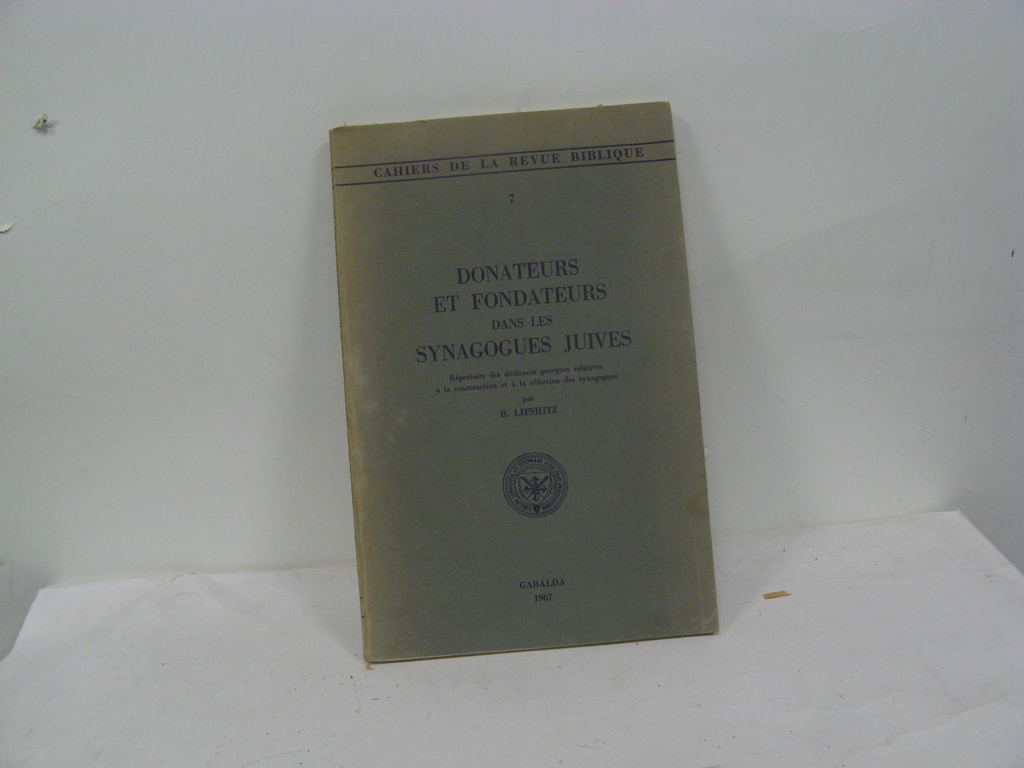 CAHIERS DE LA REVUE BIBLIQUE
7
DONATEURS
ET FONDATEURS
DANS LES
SYNAGOGUES JUIVES
Répertoire des dédicaces grecques relatives
à la construction et à la réfection des synagogues
par
B. LIFSHITZ
GABALDA
1967